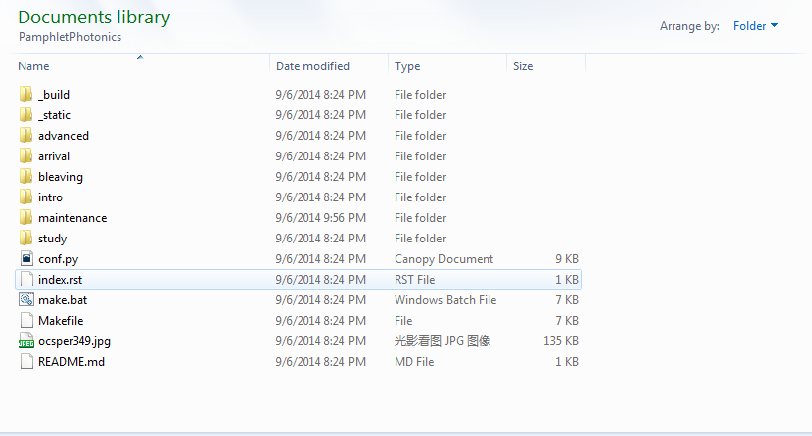 Documents library
PamphletPhotonics
Arrange by: Folder
Name Date modified Type Size
_build 9/6/2014 8:24 PM File folder
_static 9/6/2014 8:24 PM File folder
advanced 9/6/2014 8:24 PM File folder
arrival 9/6/2014 8:24 PM File folder
bleaving 9/6/2014 8:24 PM File folder
intro 9/6/2014 8:24 PM File folder
maintenance 9/6/2014 9:56 PM File folder
study 9/6/2014 8:24 PM File folder
conf.py 9/6/2014 8:24 PM Canopy Document 9 KB
index.rst 9/6/2014 8:24 PM RST File 1 KB
make.bat 9/6/2014 8:24 PM Windows Batch File 7 KB
Makefile 9/6/2014 8:24 PM File 7 KB
JPEG ocsper349.jpg 9/6/2014 8:24 PM 光影看图 JPG 图像 135 KB
README.md 9/6/2014 8:24 PM MD File 1 KB